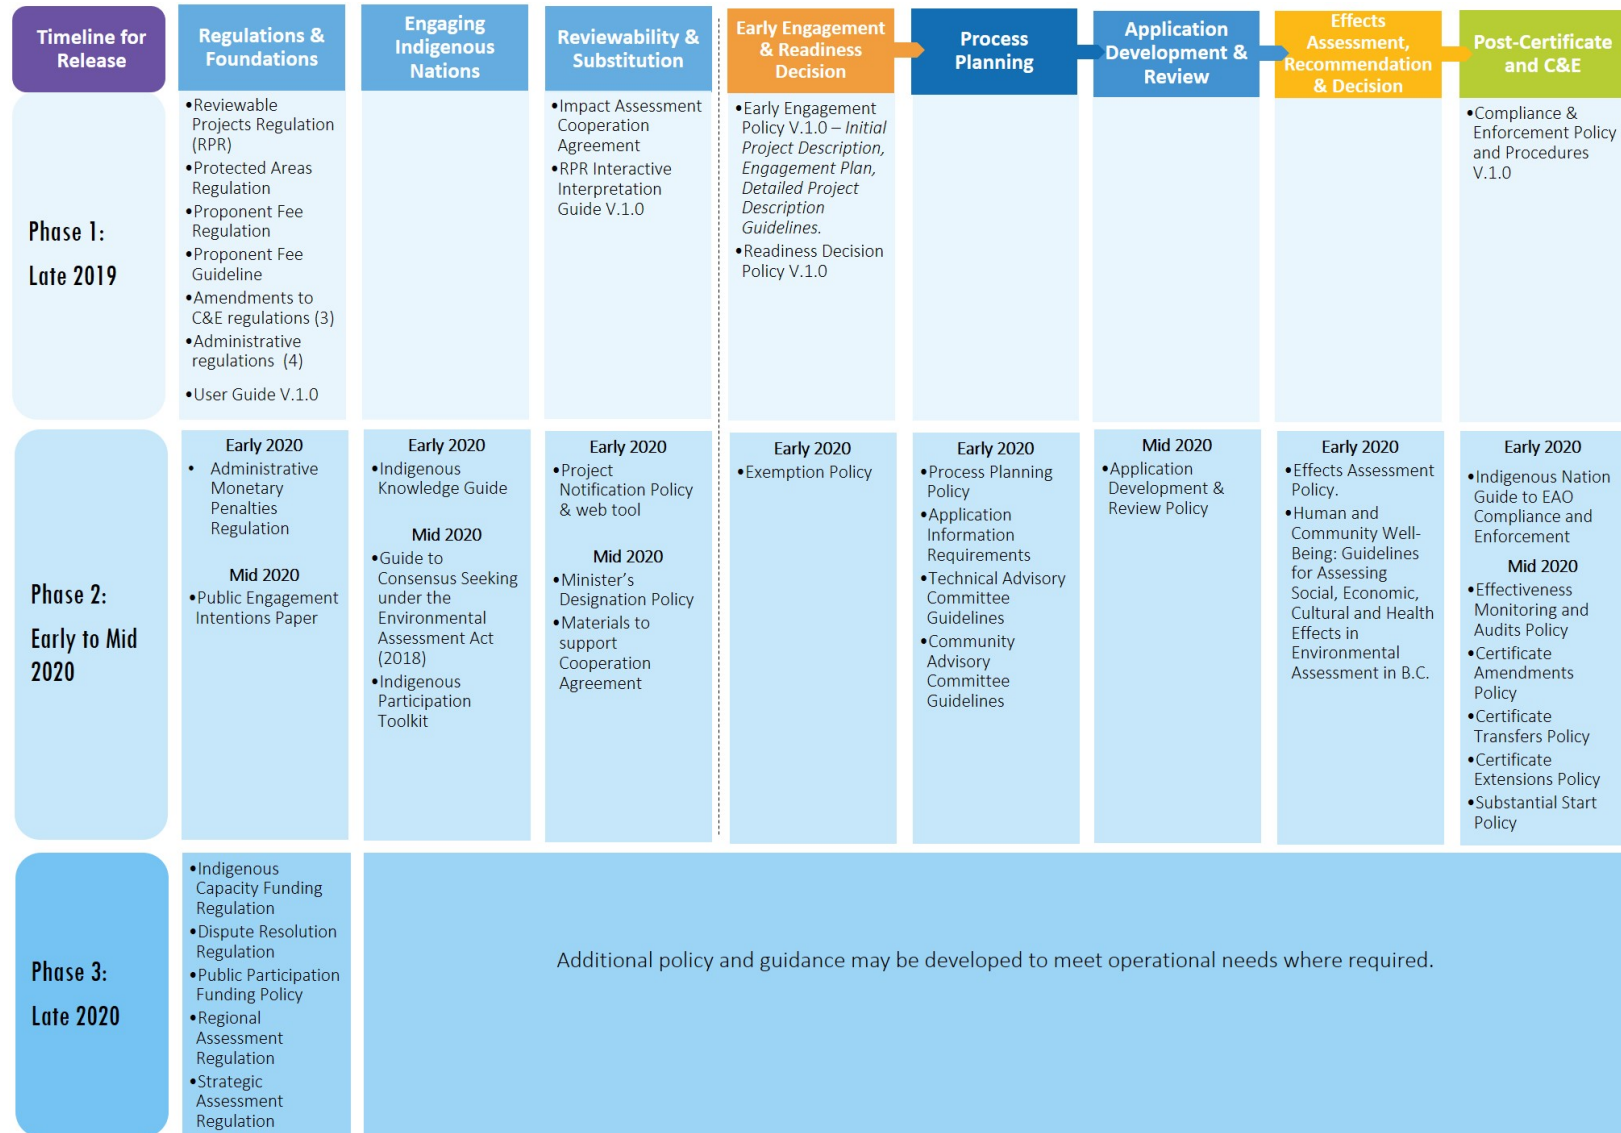 Timeline for
Release
Regulations &
Foundations
Engaging
Indigenous
Nations
Reviewability &
Substitution
Early Engagement
& Readiness
Decision
Process
Planning
Application
Development &
Review
Effects
Assessment,
Recommendation
& Decision
Post-Certificate
and C&E
Phase 1:
Late 2019
•Reviewable
Projects Regulation
(RPR)
•Protected Areas
Regulation
•Proponent Fee
Regulation
•Proponent Fee
Guideline
•Amendments to
C&E regulations (3)
•Administrative
regulations (4)
•User Guide V.1.0
•Impact Assessment
Cooperation
Agreement
•RPR Interactive
Interpretation
Guide V.1.0
•Early Engagement
Policy V.1.0 – Initial
Project Description,
Engagement Plan,
Detailed Project
Description
Guidelines.
•Readiness Decision
Policy V.1.0
•Compliance &
Enforcement Policy
and Procedures
V.1.0
Phase 2:
Early to Mid
2020
Early 2020
• Administrative
Monetary
Penalties
Regulation
Mid 2020
•Public Engagement
Intentions Paper
Early 2020
•Indigenous
Knowledge Guide
Mid 2020
•Guide to
Consensus Seeking
under the
Environmental
Assessment Act
(2018)
•Indigenous
Participation
Toolkit
Early 2020
•Project
Notification Policy
& web tool
Mid 2020
•Minister's
Designation Policy
•Materials to
support
Cooperation
Agreement
Early 2020
•Exemption Policy
Early 2020
•Process Planning
Policy
•Application
Information
Requirements
•Technical Advisory
Committee
Guidelines
•Community
Advisory
Committee
Guidelines
Mid 2020
•Application
Development &
Review Policy
Early 2020
•Effects Assessment
Policy.
•Human and
Community Well-
Being: Guidelines
for Assessing
Social, Economic,
Cultural and Health
Effects in
Environmental
Assessment in B.C.
Early 2020
•Indigenous Nation
Guide to EAO
Compliance and
Enforcement
Mid 2020
•Effectiveness
Monitoring and
Audits Policy
•Certificate
Amendments
Policy
•Certificate
Transfers Policy
•Certificate
Extensions Policy
•Substantial Start
Policy
Phase 3:
Late 2020
•Indigenous
Capacity Funding
Regulation
•Dispute Resolution
Regulation
•Public Participation
Funding Policy
•Regional
Assessment
Regulation
•Strategic
Assessment
Regulation
Additional policy and guidance may be developed to meet operational needs where required.